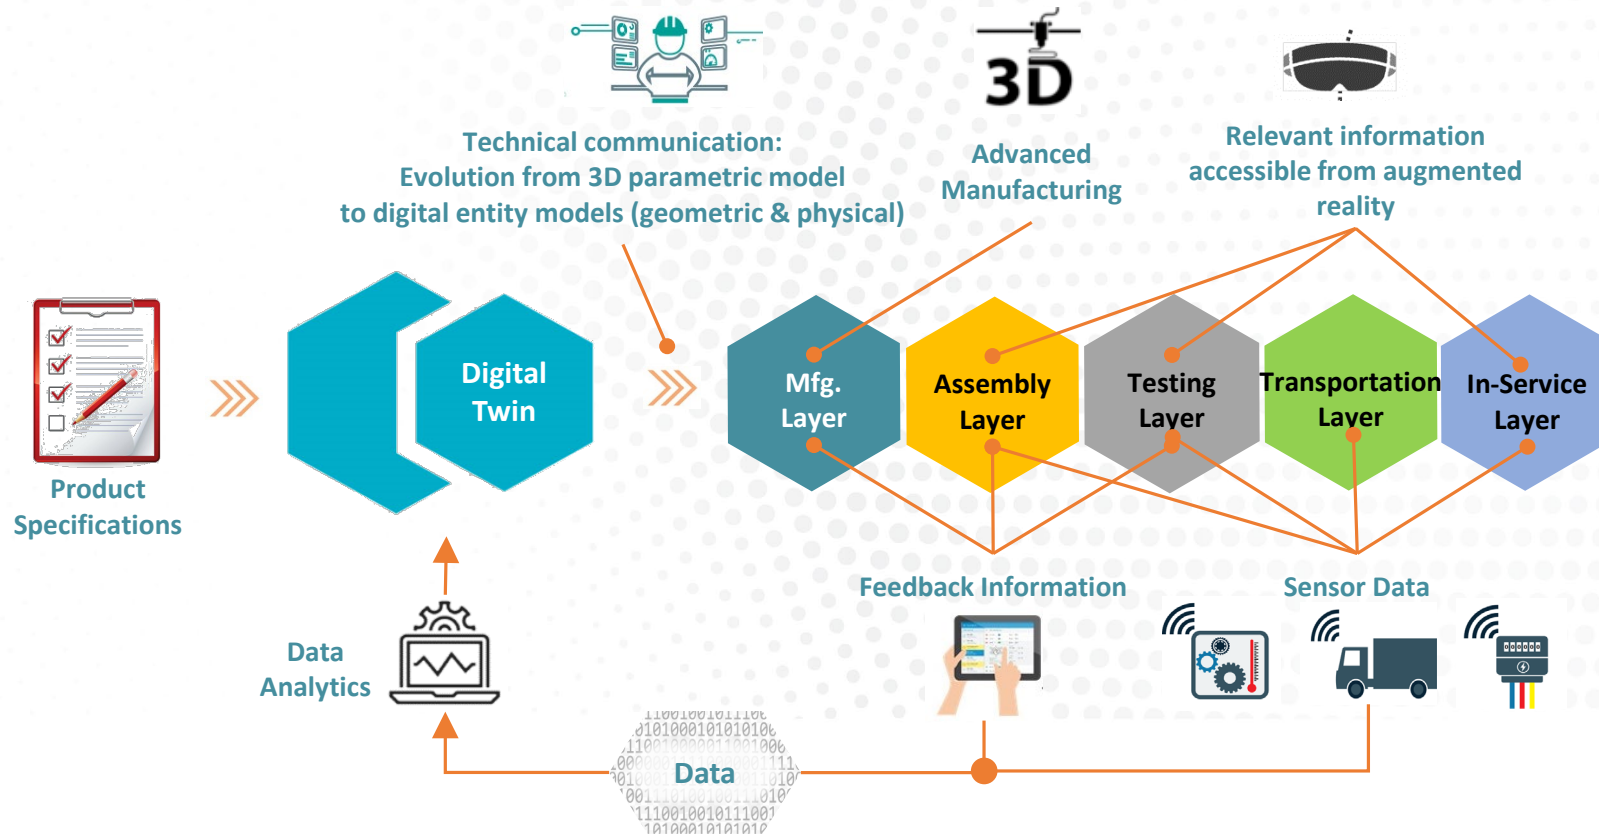 3D
Technical communication:
Evolution from 3D parametric model
to digital entity models (geometric & physical)
Advanced
Manufacturing
Relevant information
accessible from augmented
reality
Product
Specifications
Digital
Twin
Mfg.
Layer
Assembly
Layer
Testing
Layer
Transportation
Layer
In-Service
Layer
Feedback Information
Sensor Data
Data
Analytics
Data